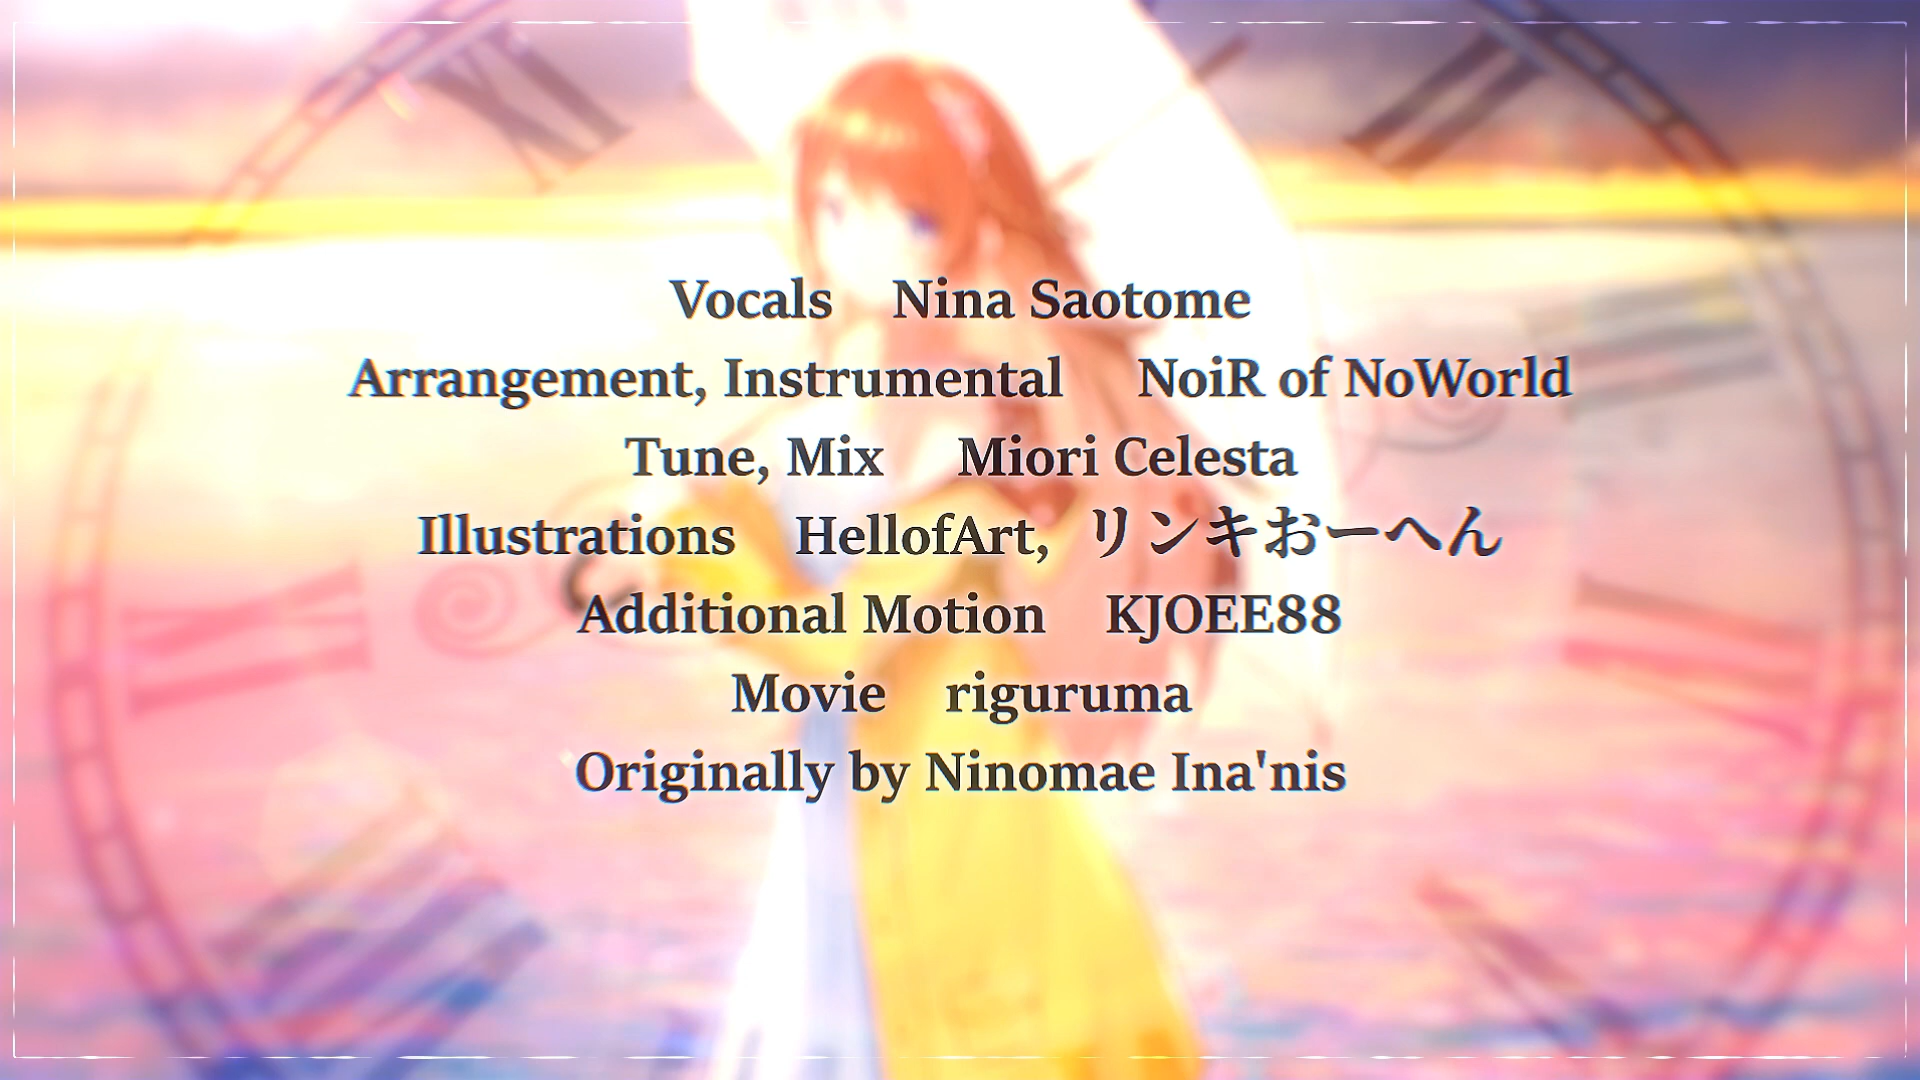 Vocals Nina Saotome
Arrangement, Instrumental NoiR of NoWorld
Tune, Mix Miori Celesta
Illustrations HellofArt, リンキおーへん
Additional Motion KJOEE88
Movie riguruma
Originally by Ninomae Ina'nis